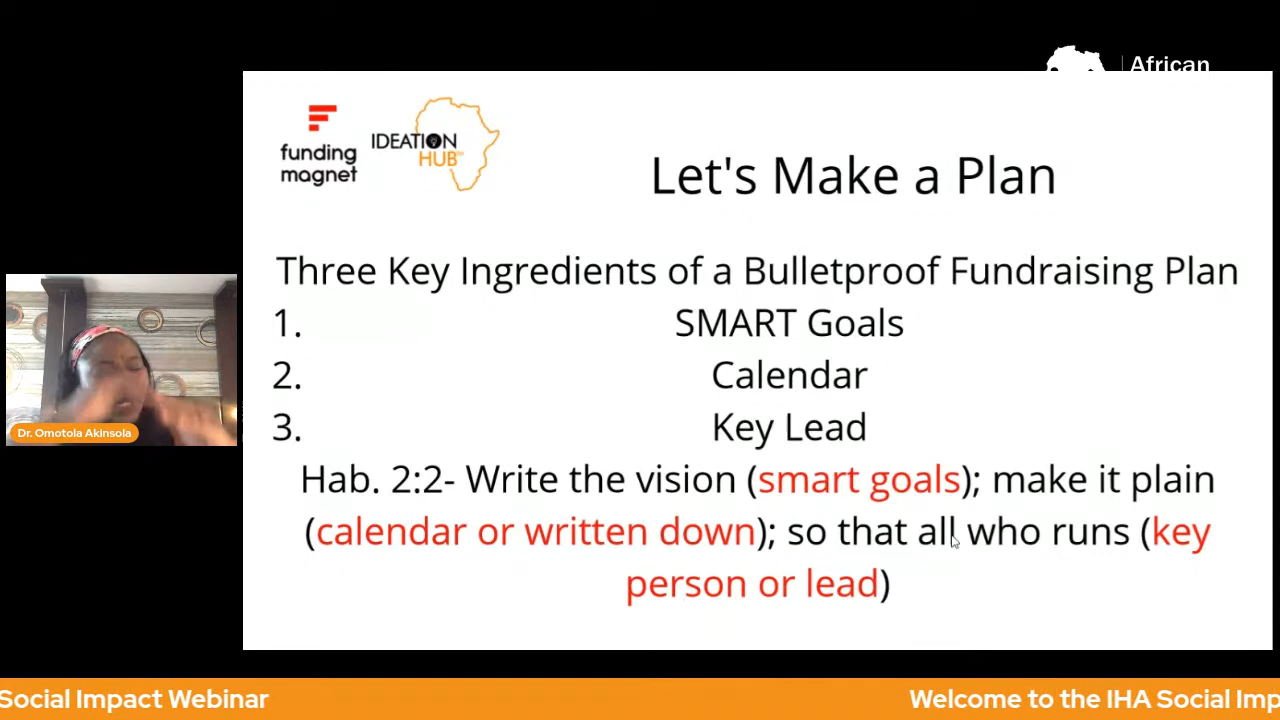 African
funding
magnet
IDEATION
HUB
Let's Make a Plan
Three Key Ingredients of a Bulletproof Fundraising Plan
1. SMART Goals
2. Calendar
3. Key Lead
Hab. 2:2- Write the vision (smart goals); make it plain
(calendar or written down); so that all who runs (key
person or lead)
Dr. Omotola Akinsola
Social Impact Webinar
Welcome to the IHA Social Imp